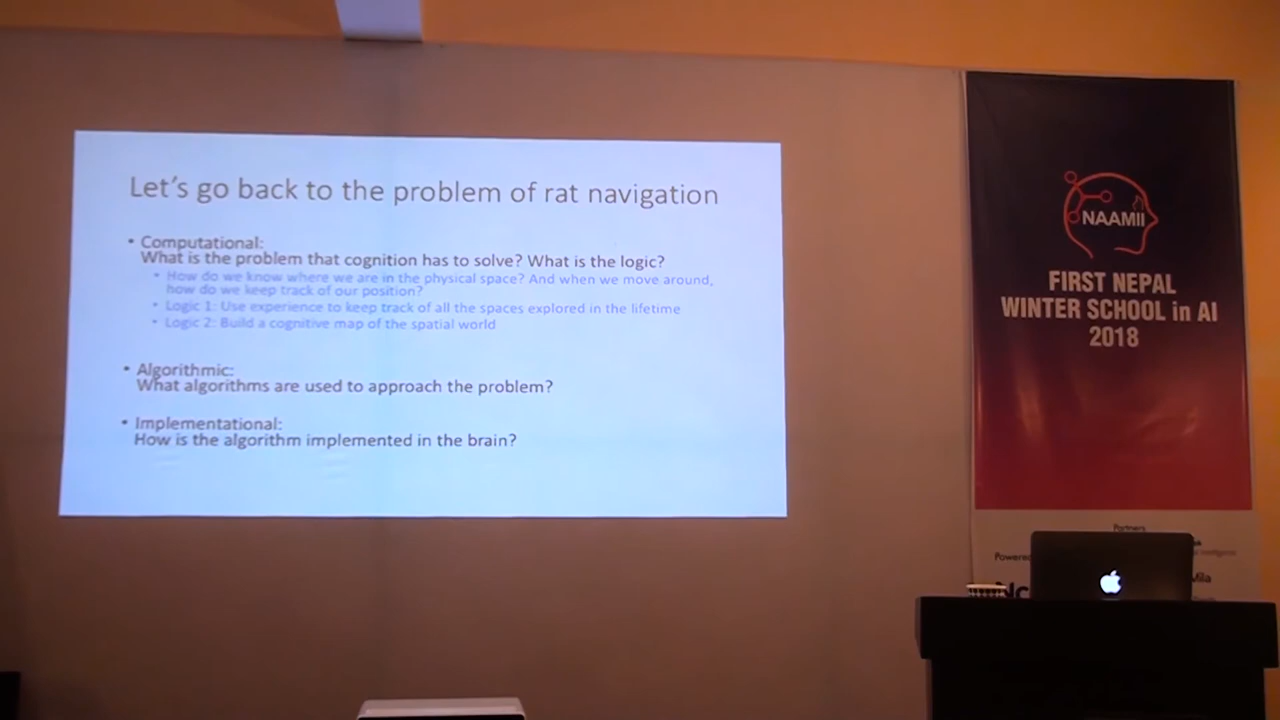 Let's go back to the problem of rat navigation
• Computational:
What is the problem that cognition has to solve? What is the logic?
• How do we know where we are in the physical space? And when we move around,
how do we keep track of our position?
• Logic 1: Use experience to keep track of all the spaces explored in the lifetime
• Logic 2: Build a cognitive map of the spatial world
• Algorithmic:
What algorithms are used to approach the problem?
• Implementational:
How is the algorithm implemented in the brain?
NAAMII
FIRST NEPAL
WINTER SCHOOL in AI
2018
Partners